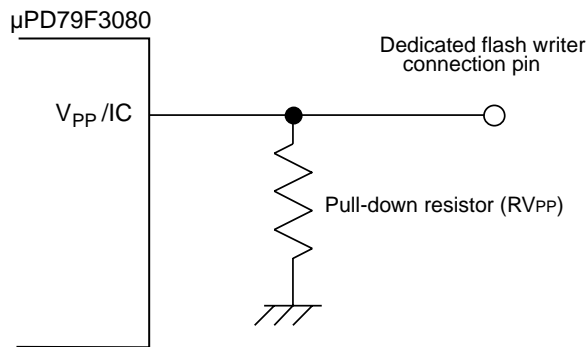 µPD79F3080
Dedicated flash writer
connection pin
VPP /IC
Pull-down resistor (RVPP)